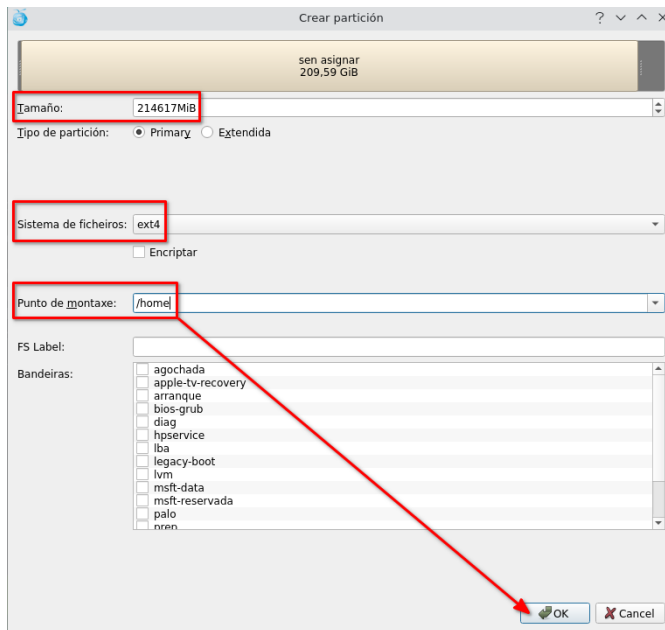 Crear partición
sen asignar
209,59 GiB
Tamaño: 214617MiB
Tipo de partición: Primary Extendida
Sistema de ficheiros: ext4
Encriptar
Punto de montaxe: /home
FS Label:
Bandeiras:
agochada
apple-tv-recovery
arranque
bios-grub
diag
hpservice
lba
legacy-boot
lvm
msft-data
msft-reservada
palo
prep
OK Cancel